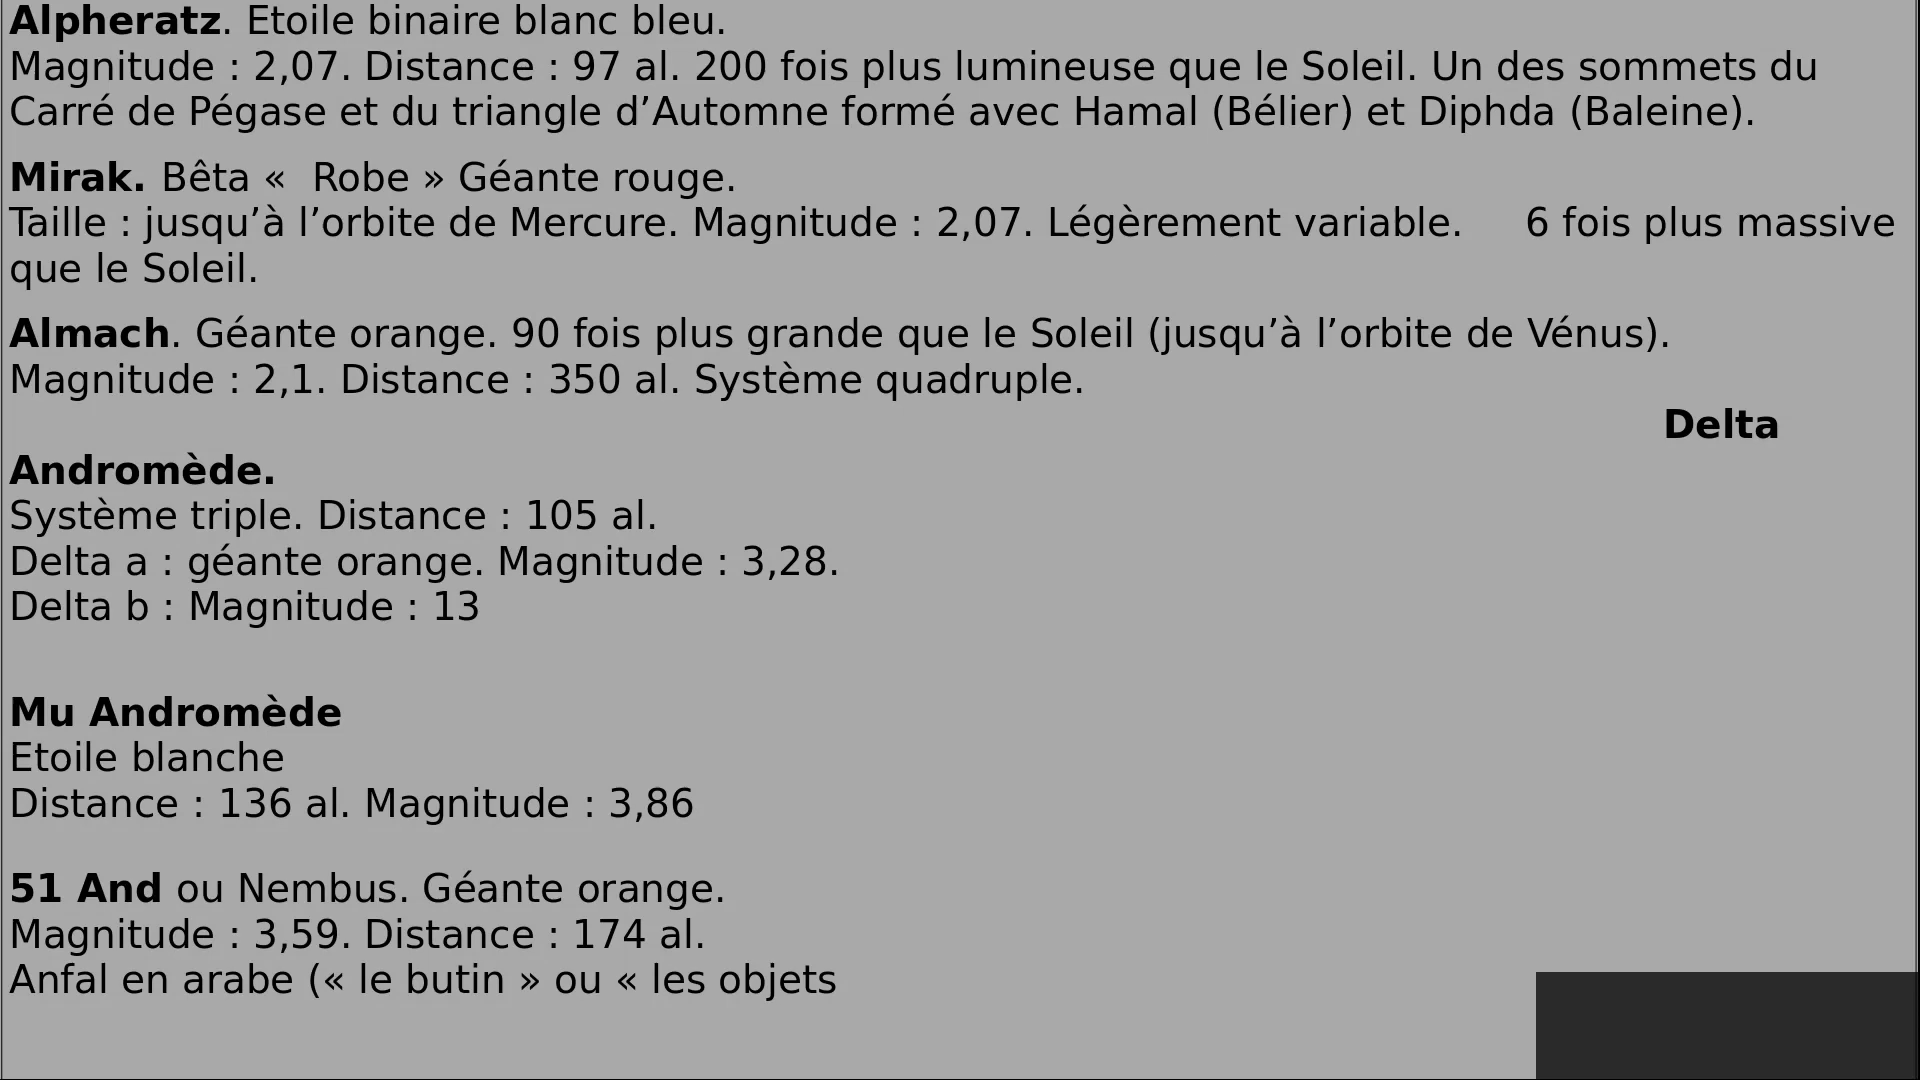 Alpheratz. Etoile binaire blanc bleu.
Magnitude : 2,07. Distance : 97 al. 200 fois plus lumineuse que le Soleil. Un des sommets du
Carré de Pégase et du triangle d’Automne formé avec Hamal (Bélier) et Diphda (Baleine).
Mirak. Bêta «  Robe » Géante rouge.
Taille : jusqu’à l’orbite de Mercure. Magnitude : 2,07. Légèrement variable.     6 fois plus massive
que le Soleil.
Almach. Géante orange. 90 fois plus grande que le Soleil (jusqu’à l’orbite de Vénus).
Magnitude : 2,1. Distance : 350 al. Système quadruple.
Delta
Andromède.
Système triple. Distance : 105 al.
Delta a : géante orange. Magnitude : 3,28.
Delta b : Magnitude : 13
Mu Andromède
Etoile blanche
Distance : 136 al. Magnitude : 3,86
51 And ou Nembus. Géante orange.
Magnitude : 3,59. Distance : 174 al.
Anfal en arabe (« le butin » ou « les objets